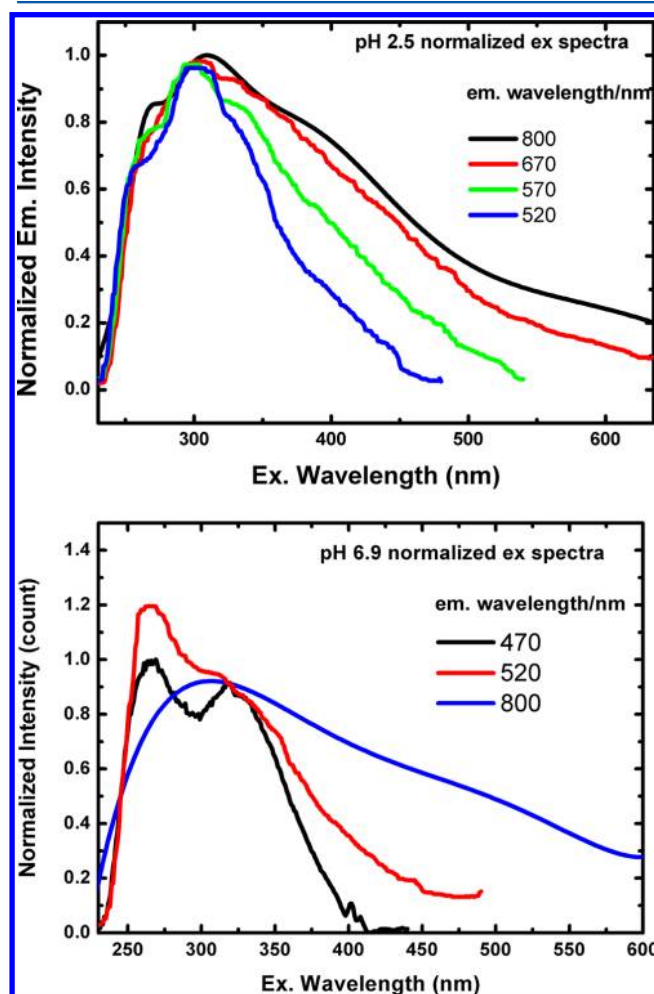 pH 2.5 normalized ex spectra
em. wavelength/nm
800
670
570
520
Normalized Em. Intensity
1.0
0.8
0.6
0.4
0.2
0.0
300 400 500 600
Ex. Wavelength (nm)
pH 6.9 normalized ex spectra
em. wavelength/nm
470
520
800
Normalized Intensity (count)
1.4
1.2
1.0
0.8
0.6
0.4
0.2
0.0
250 300 350 400 450 500 550 600
Ex. Wavelength (nm)